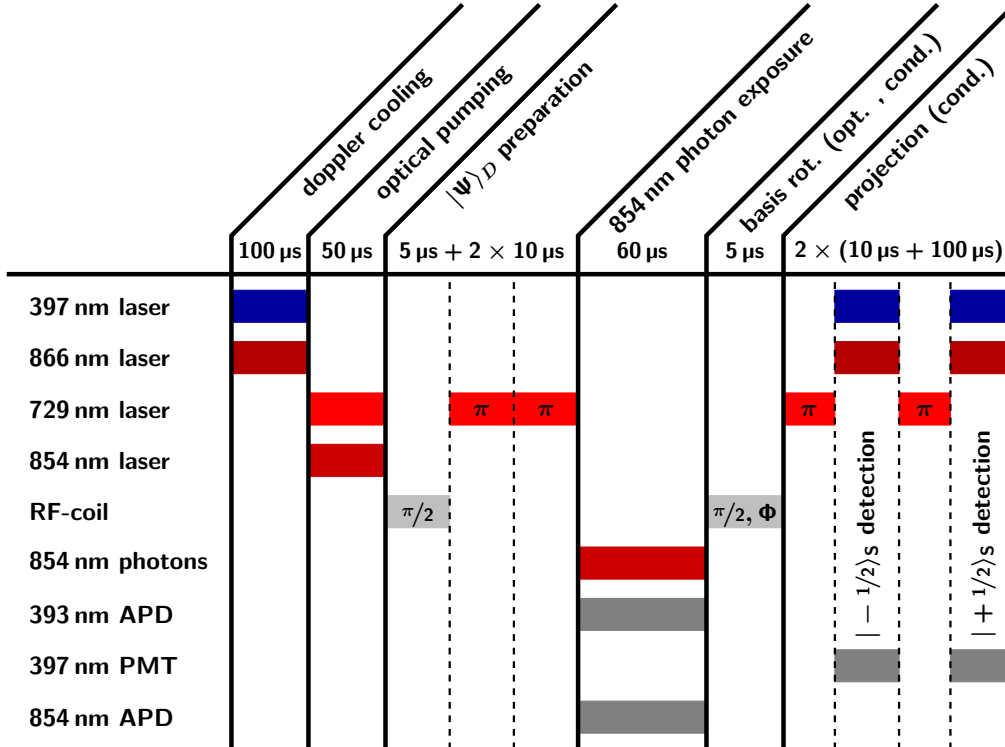 doppler cooling
optical pumping
|Ψ⟩D preparation
854 nm photon exposure
basis rot. (opt. , cond.)
projection (cond.)
100 µs
50 µs
5 µs + 2 × 10 µs
60 µs
5 µs
2 × (10 µs + 100 µs)
397 nm laser
866 nm laser
729 nm laser
π
π
π
π
854 nm laser
RF-coil
π/2
π/2, Φ
854 nm photons
393 nm APD
397 nm PMT
854 nm APD
| − 1/2⟩s detection
| + 1/2⟩s detection